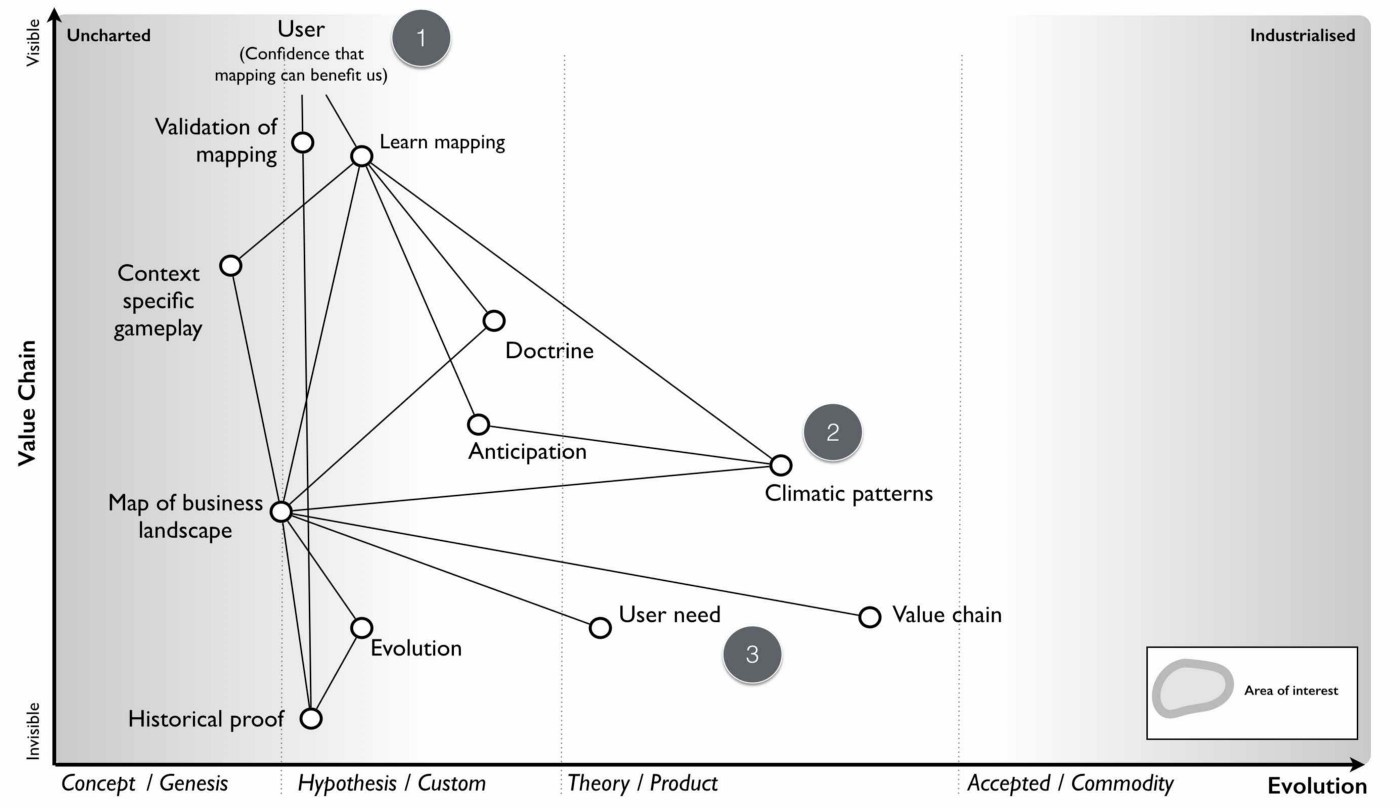 Visible
Uncharted
User
(Confidence that
mapping can benefit us)
1
Industrialised
Validation of
mapping
Learn mapping
Context
specific
gameplay
Doctrine
Value Chain
Anticipation
2
Climatic patterns
Map of business
landscape
User need
Value chain
3
Evolution
Historical proof
Area of interest
Invisible
Concept / Genesis
Hypothesis / Custom
Theory / Product
Accepted / Commodity
Evolution